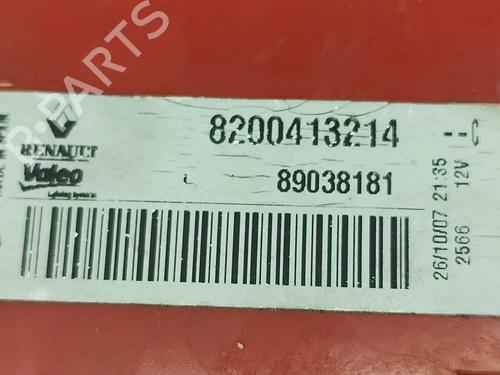 8200413214 --C
RENAULT
Valeo
89038181
26/10/07 21:35
2566 12V
B-PARTS